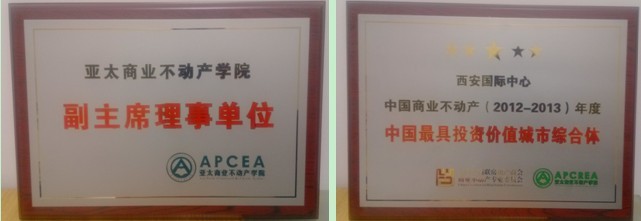 亚太商业不动产学院
副主席理事单位
APCEA
亚太商业不动产学院
西安国际中心
中国商业不动产（2012-2013）年度
中国最具投资价值城市综合体
APCREA